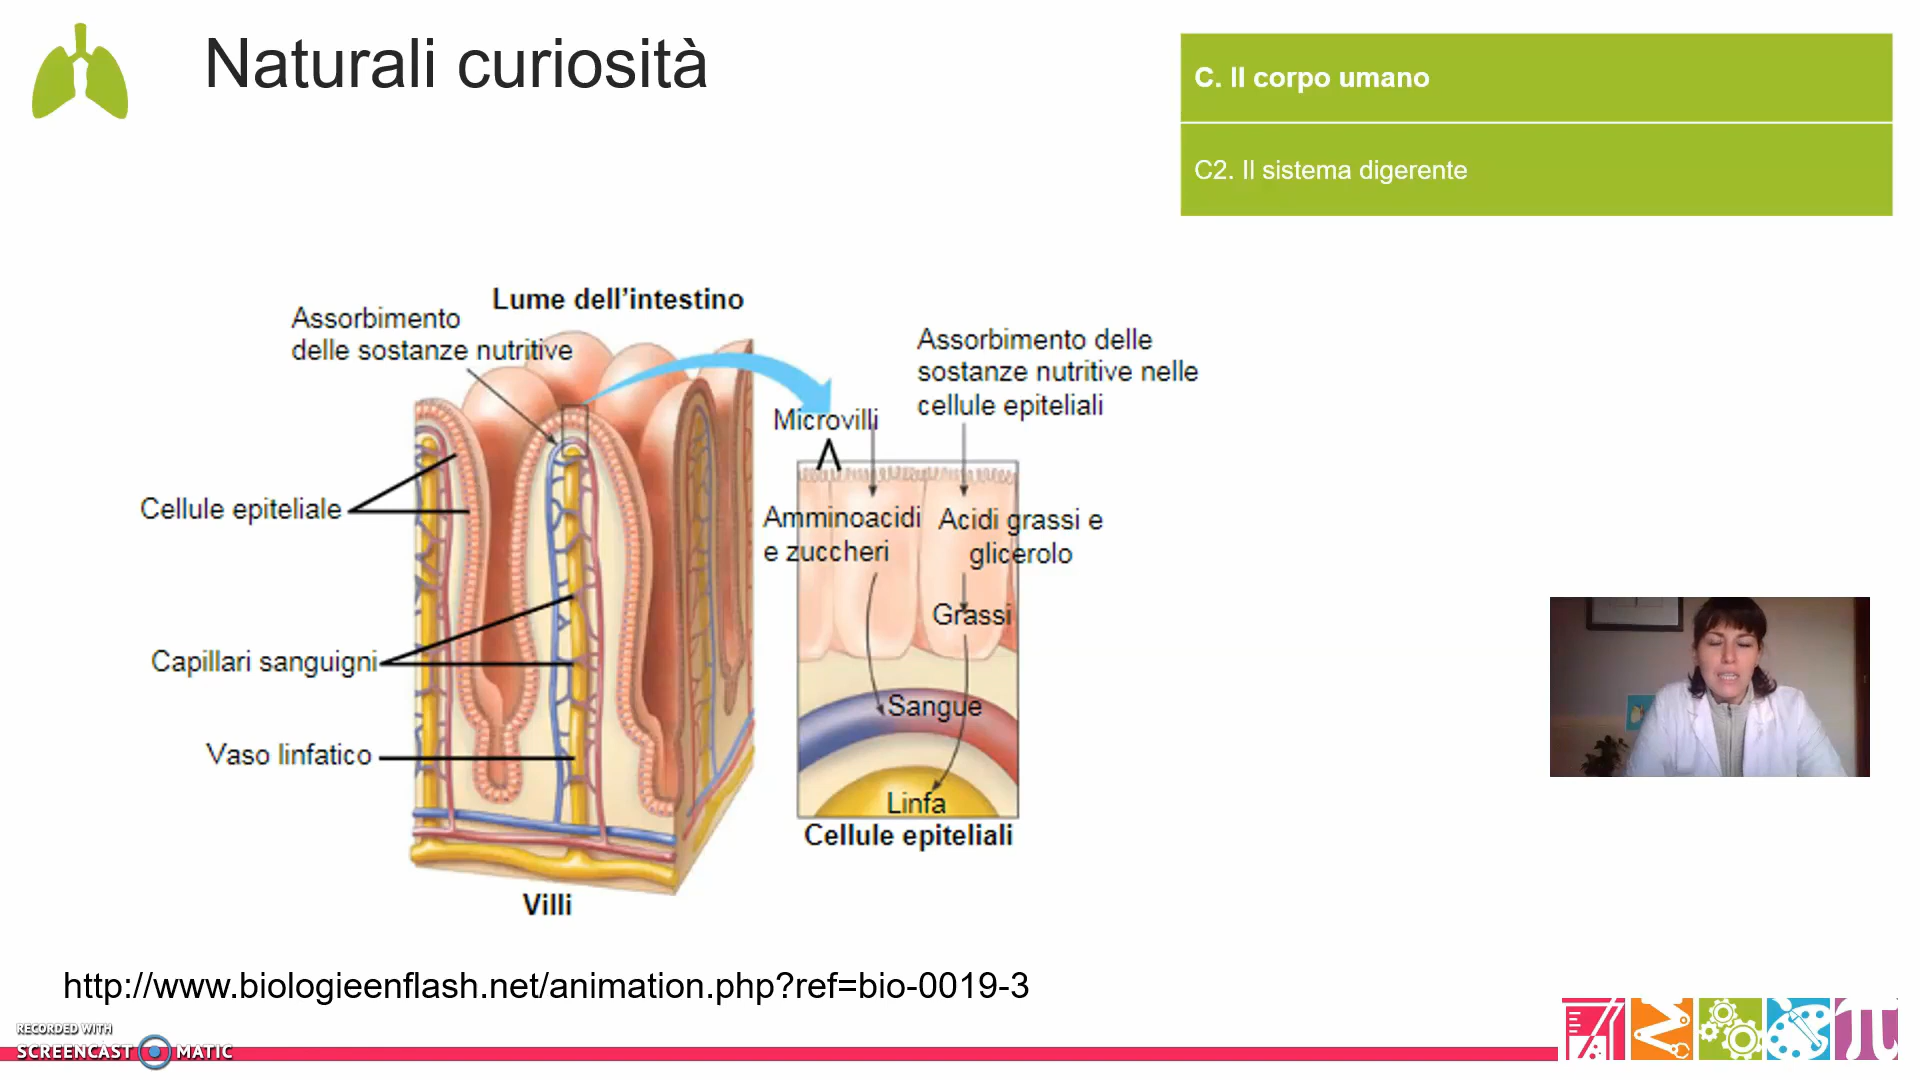 Naturali curiosità
C. Il corpo umano
C2. Il sistema digerente
Lume dell'intestino
Assorbimento
delle sostanze nutritive
Assorbimento delle
sostanze nutritive nelle
cellule epiteliali
Microvilli
Cellule epiteliale
Amminoacidi
e zuccheri
Acidi grassi e
glicerolo
Grassi
Capillari sanguigni
Sangue
Vaso linfatico
Linfa
Cellule epiteliali
Villi
http://www.biologieenflash.net/animation.php?ref=bio-0019-3
RECORDED WITH
SCREENCAST MATIC
π